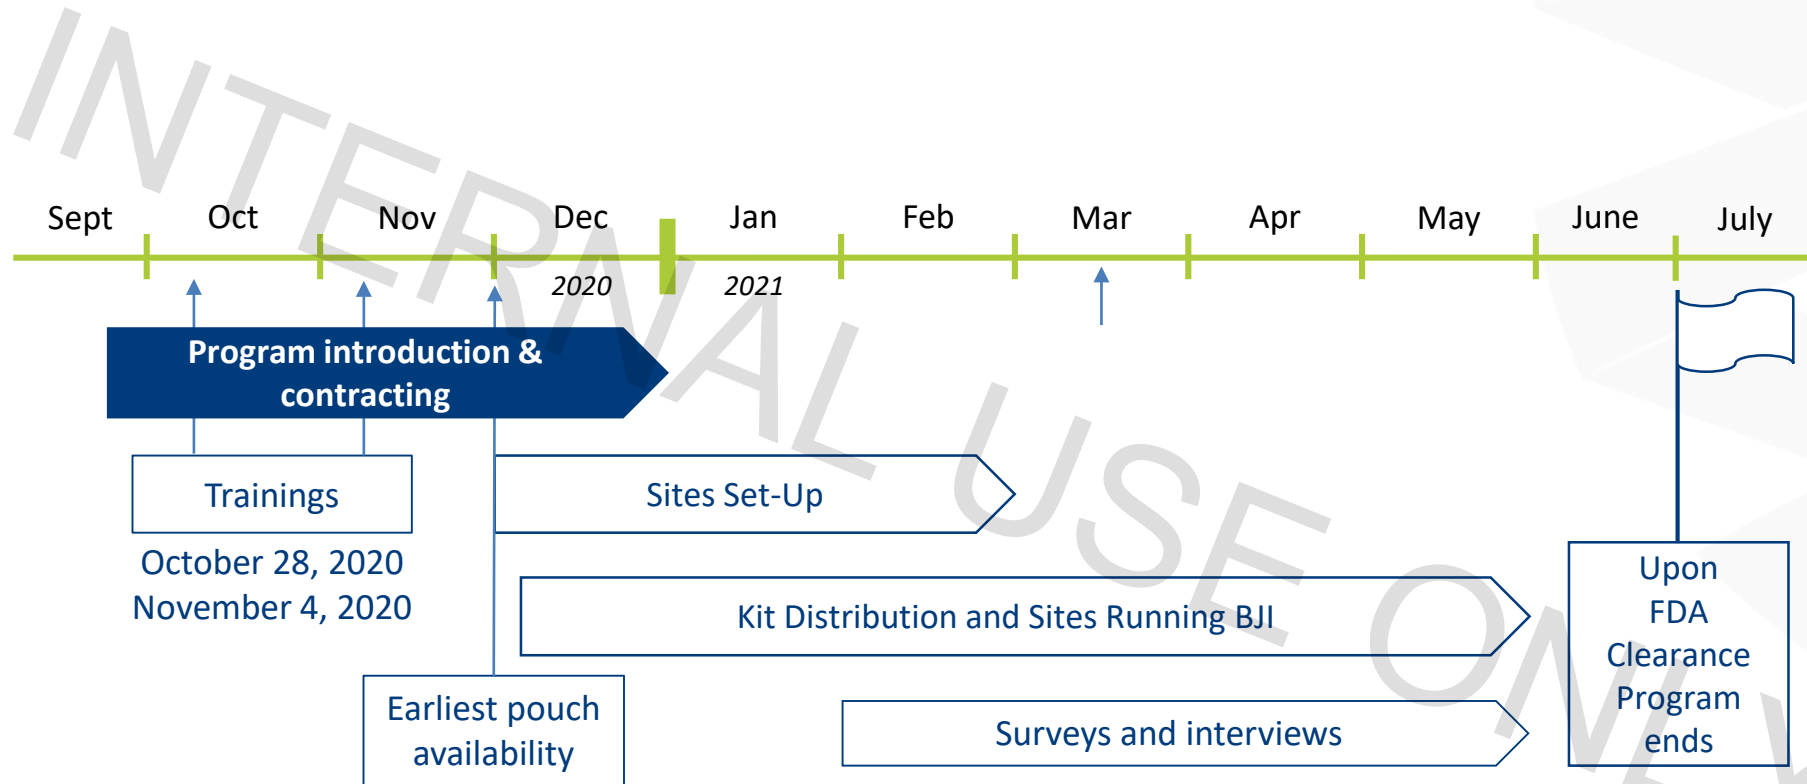 Sept Oct Nov Dec Jan Feb Mar Apr May June July
2020 2021
Program introduction &
contracting
Trainings
October 28, 2020
November 4, 2020
Sites Set-Up
Kit Distribution and Sites Running BJI
Earliest pouch
availability
Surveys and interviews
Upon
FDA
Clearance
Program
ends
INTERNAL USE ONLY